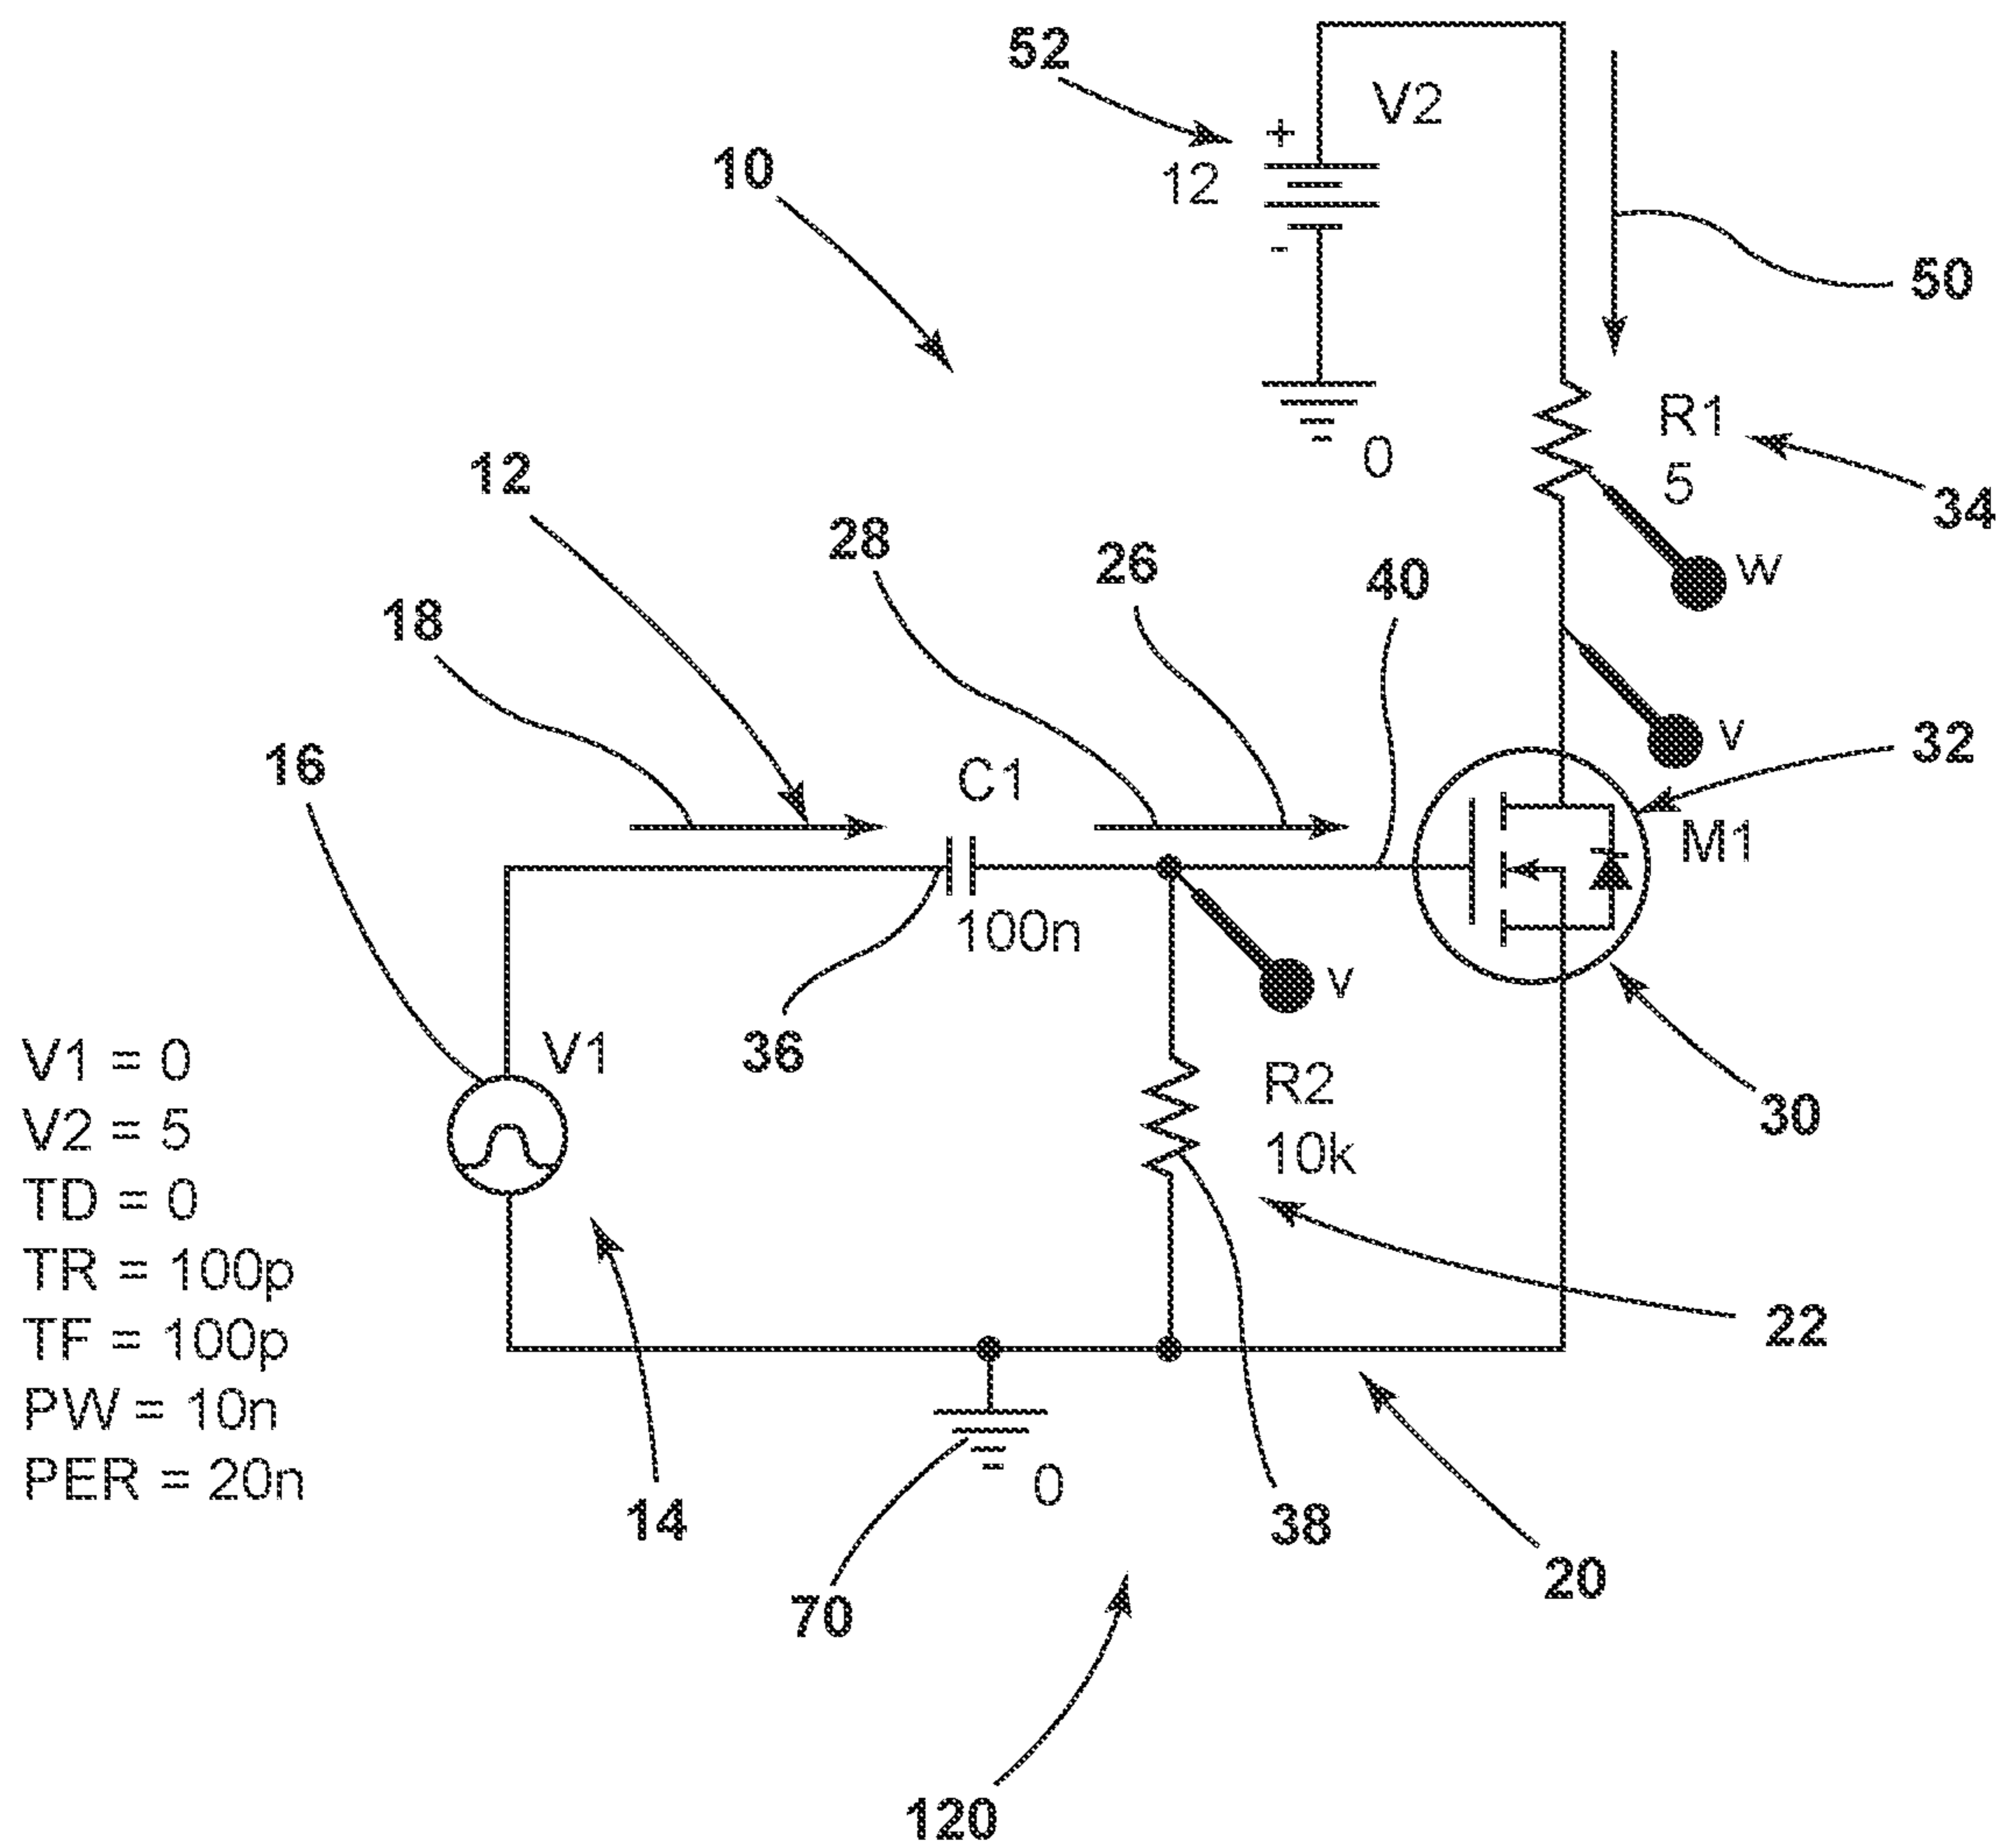 52
V2
+
12
-
10
50
0
R1
5
34
W
12
28
26
40
18
V
32
16
C1
M1
100n
V
36
V1
R2
10k
30
V1 = 0
V2 = 5
TD = 0
TR = 100p
TF = 100p
PW = 10n
PER = 20n
22
14
0
38
20
70
120